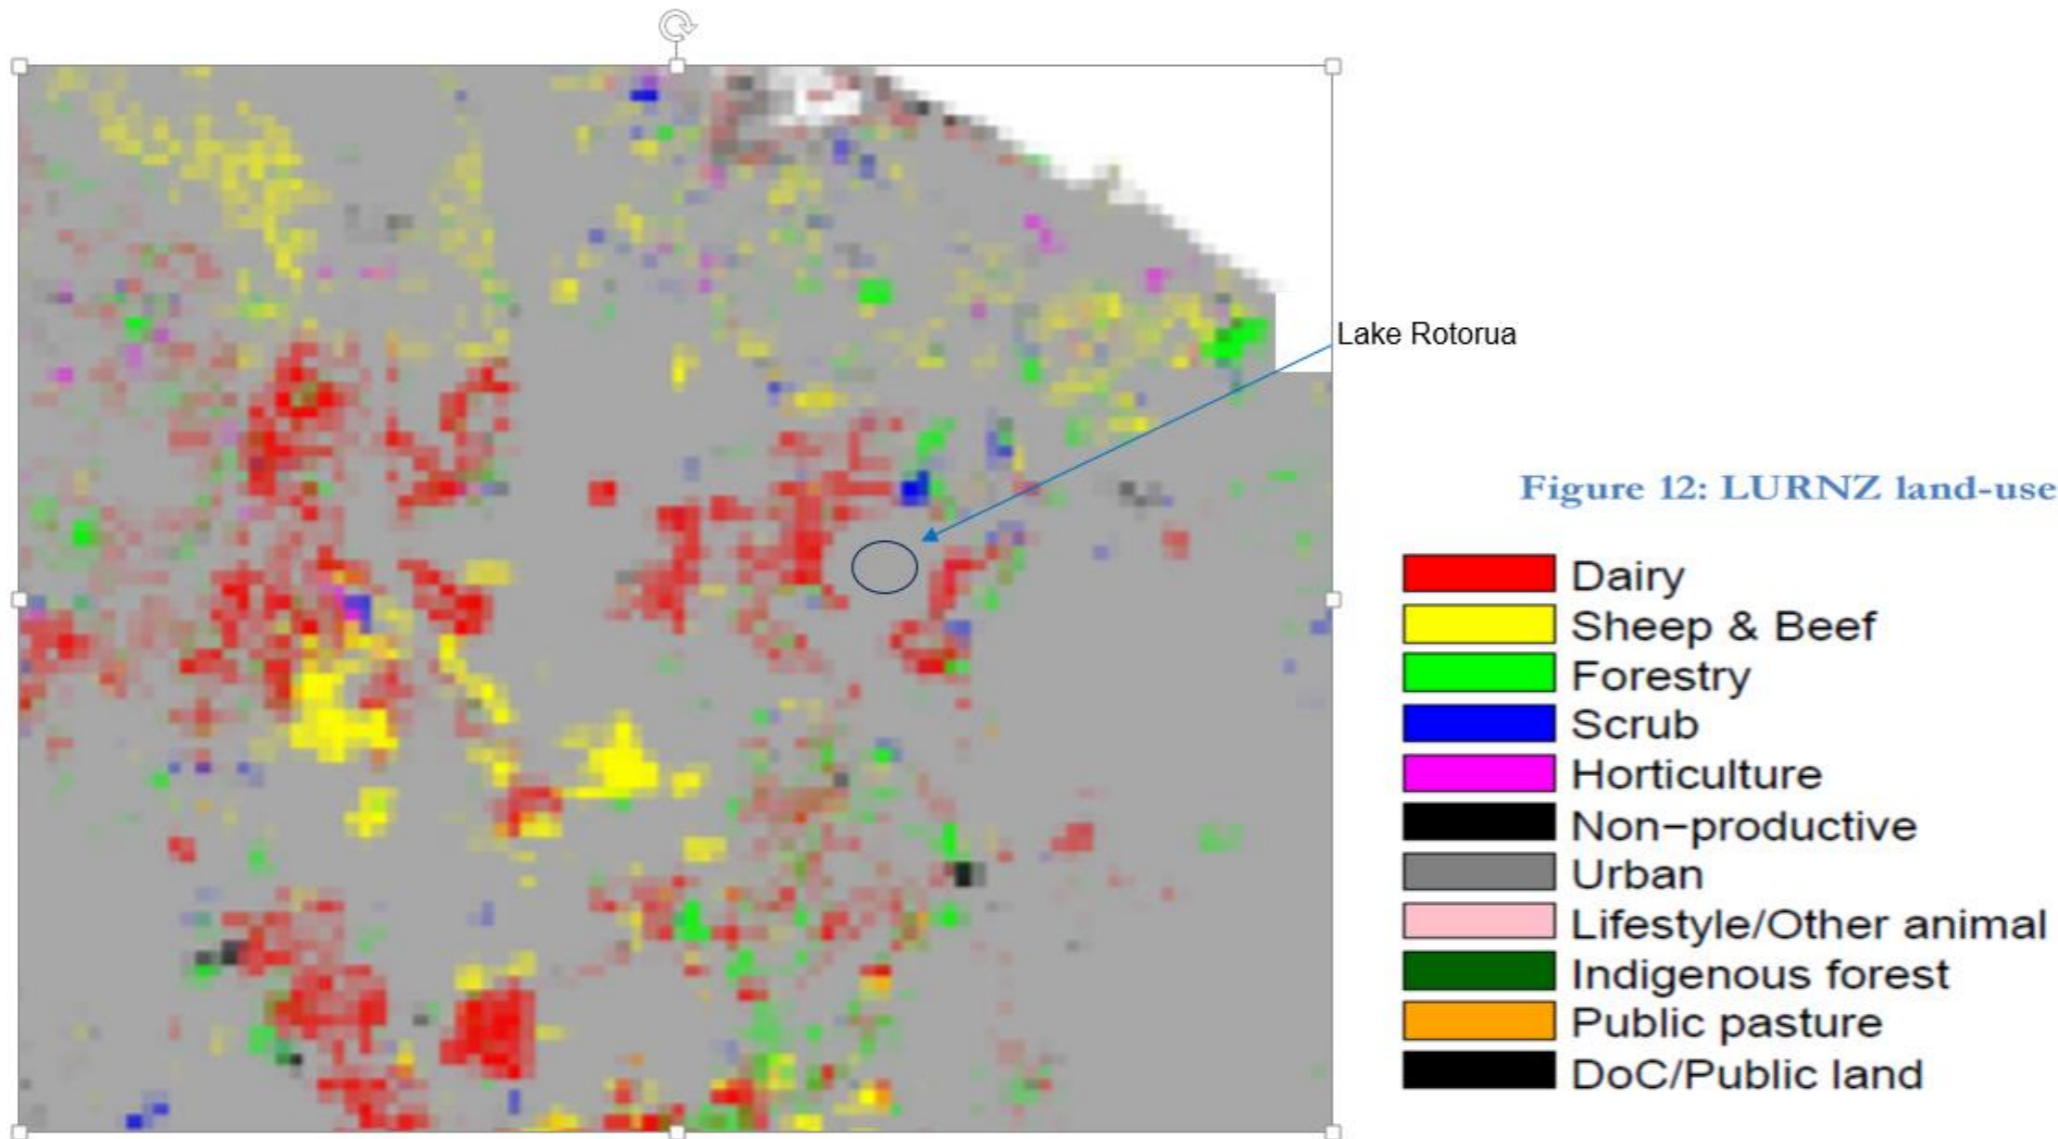 Lake Rotorua
Figure 12: LURNZ land-use
Dairy
Sheep & Beef
Forestry
Scrub
Horticulture
Non−productive
Urban
Lifestyle/Other animal
Indigenous forest
Public pasture
DoC/Public land